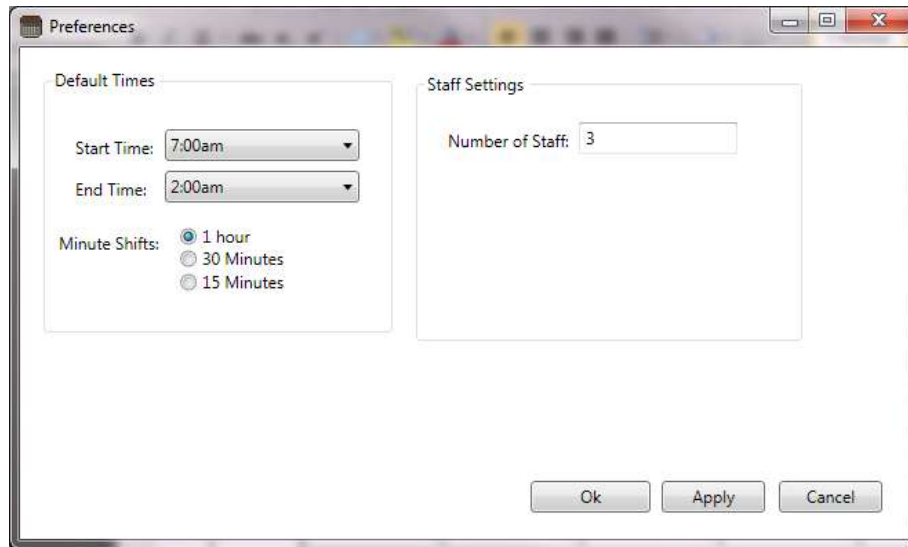 Preferences
Default Times
Start Time: 7:00am
End Time: 2:00am
Minute Shifts: 1 hour
30 Minutes
15 Minutes
Staff Settings
Number of Staff: 3
Ok Apply Cancel